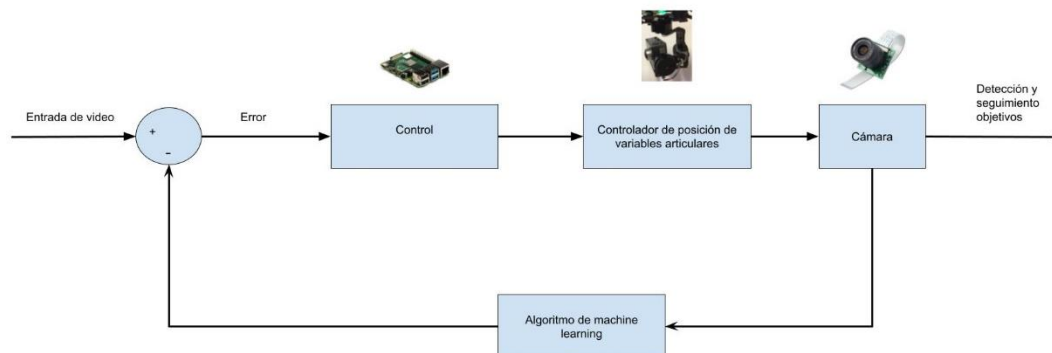 Entrada de video
+
-
Error
Control
Controlador de posición de
variables articulares
Cámara
Detección y
seguimiento
objetivos
Algoritmo de machine
learning